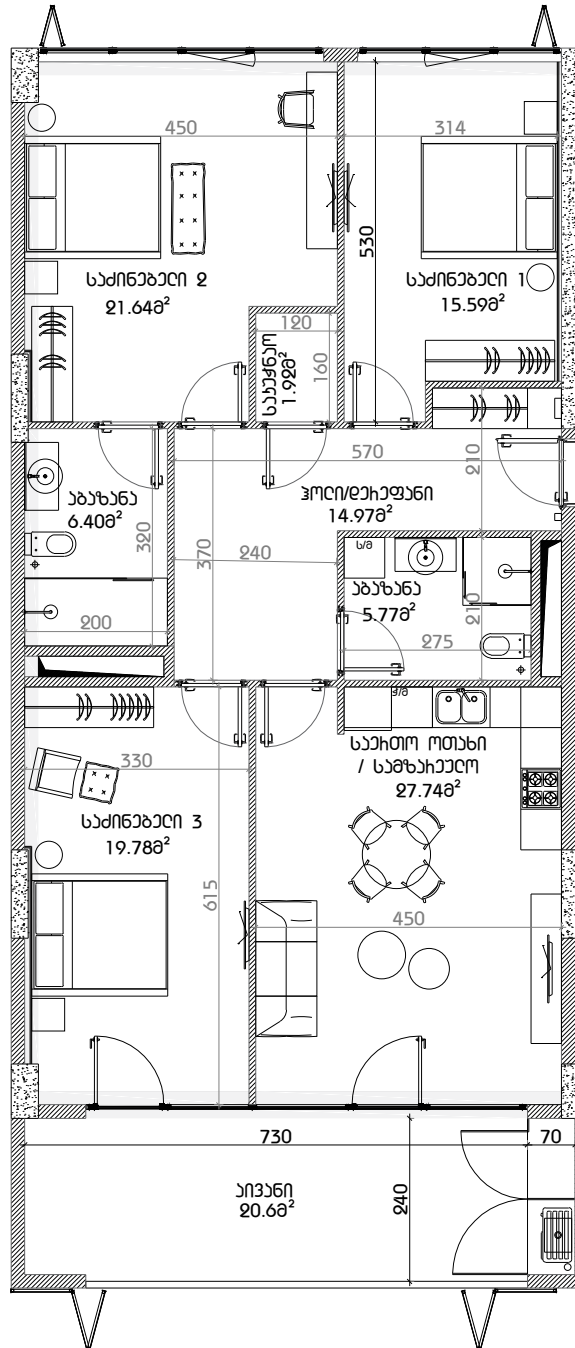 450
314
530
საძინებელი 2
21.64მ²
საძინებელი 1
15.59მ²
120
160
საკუჭნაო
1.92მ²
570
210
აბაზანა
6.40მ²
320
ჰოლი/დერეფანი
14.97მ²
370
240
ს/მ
აბაზანა
5.77მ²
210
200
275
ჭ/მ
საერთო ოთახი
/ სამზარეულო
27.74მ²
330
საძინებელი 3
19.78მ²
615
450
730
70
აივანი
20.6მ²
240